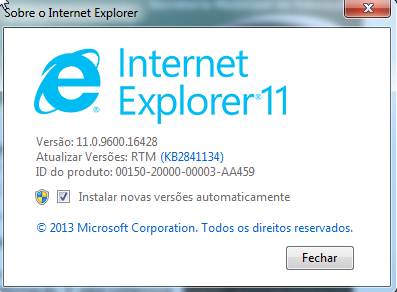 Sobre o Internet Explorer
Internet
Explorer®11
Versão: 11.0.9600.16428
Atualizar Versões: RTM (KB2841134)
ID do produto: 00150-20000-00003-AA459
Instalar novas versões automaticamente
© 2013 Microsoft Corporation. Todos os direitos reservados.
Fechar